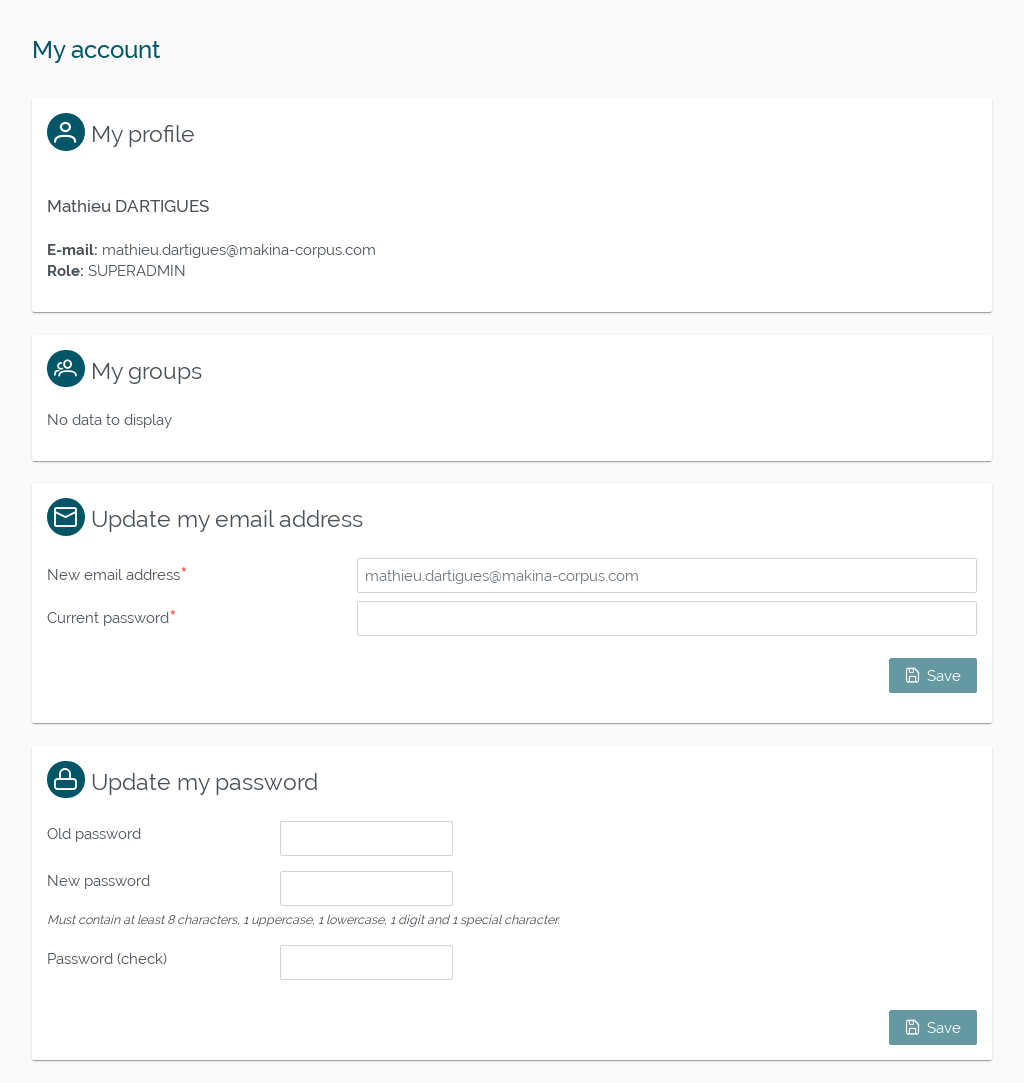 My account
My profile
Mathieu DARTIGUES
E-mail: mathieu.dartigues@makina-corpus.com
Role: SUPERADMIN
My groups
No data to display
Update my email address
New email address*
mathieu.dartigues@makina-corpus.com
Current password*
Save
Update my password
Old password
New password
Must contain at least 8 characters, 1 uppercase, 1 lowercase, 1 digit and 1 special character.
Password (check)
Save